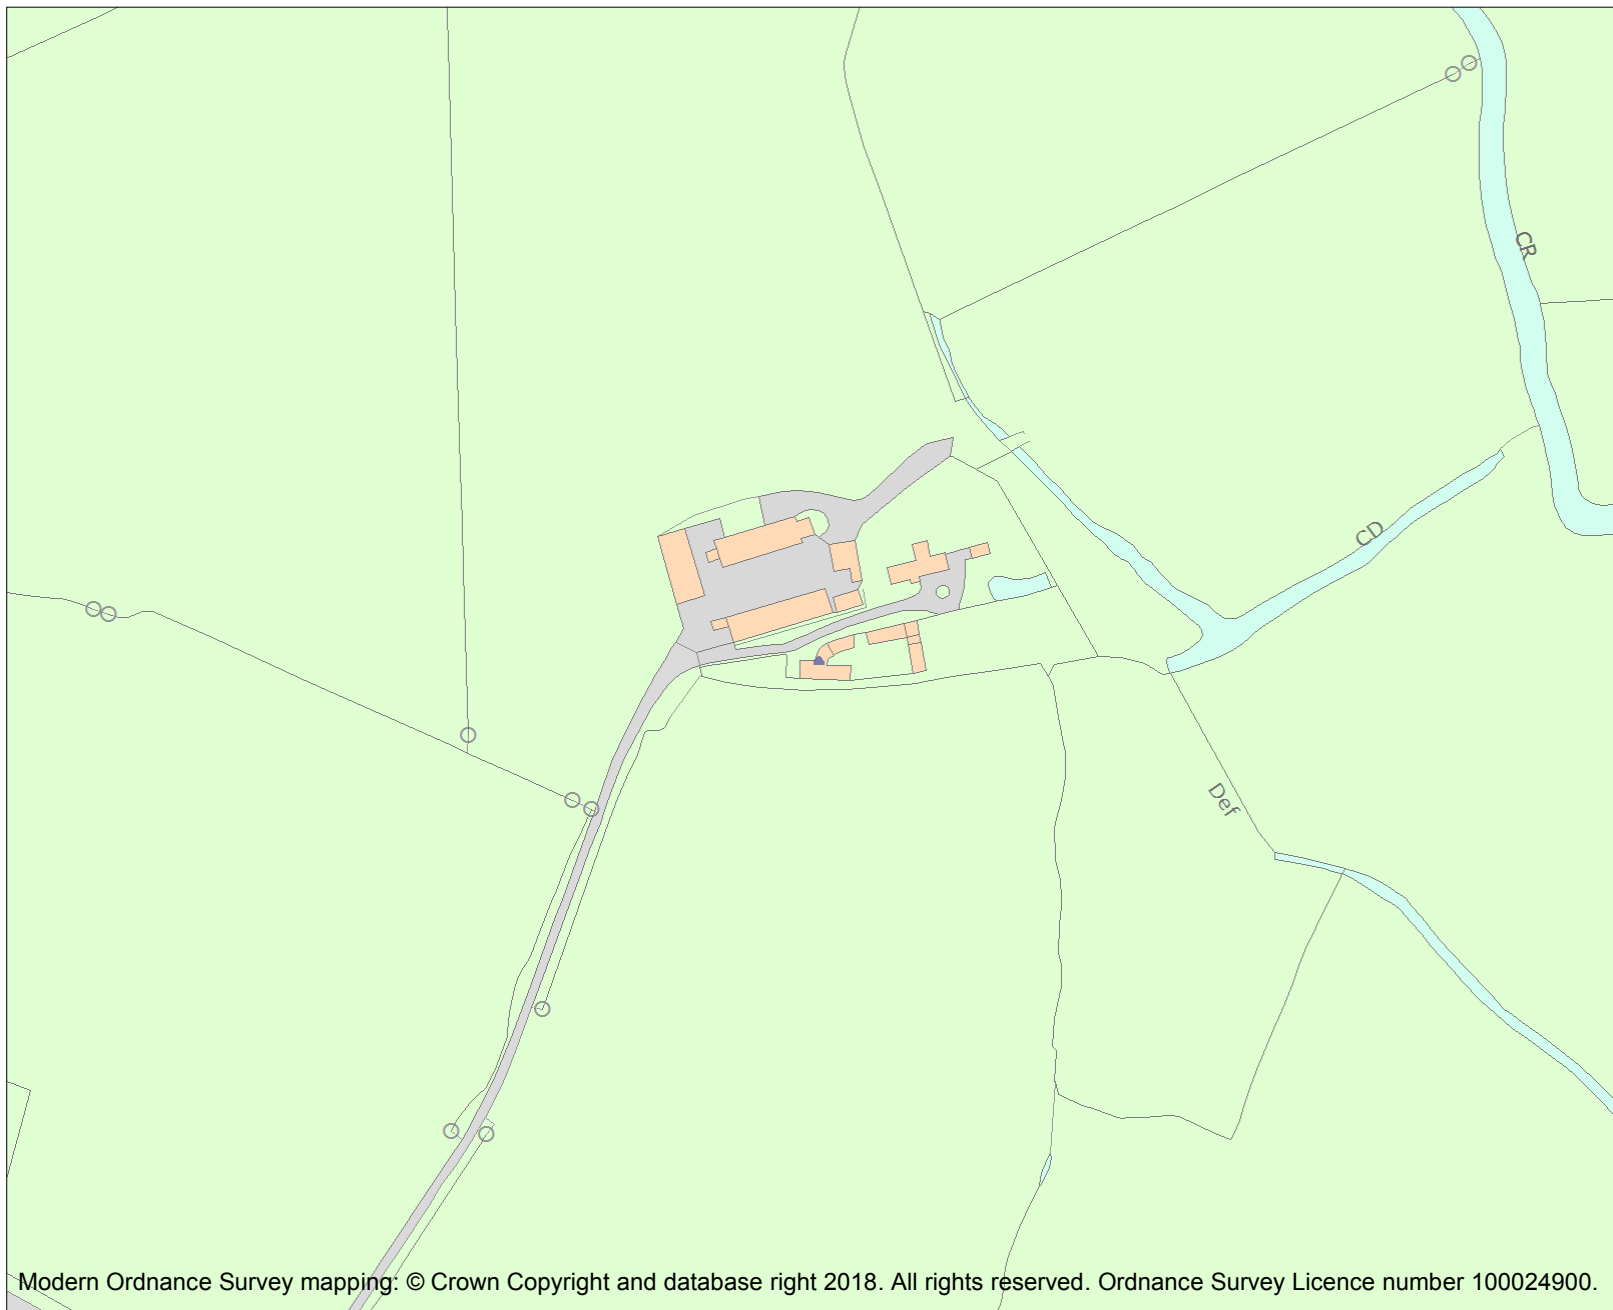 CR
CD
Def
Modern Ordnance Survey mapping: © Crown Copyright and database right 2018. All rights reserved. Ordnance Survey Licence number 100024900.